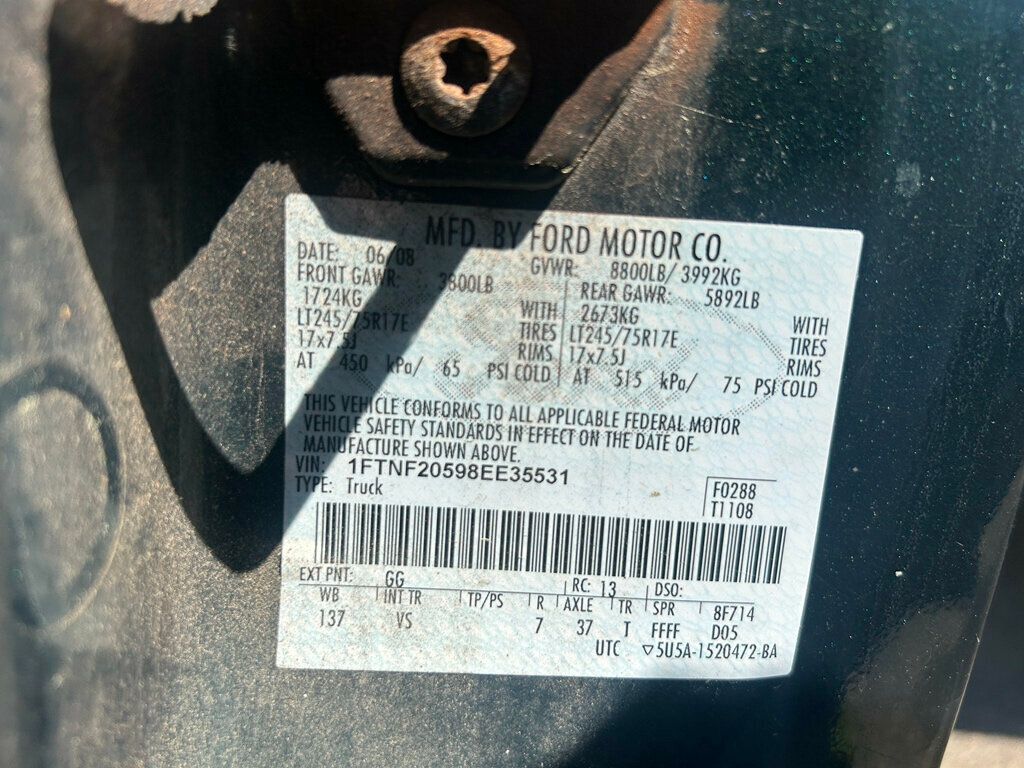 MFD. BY FORD MOTOR CO.
DATE: 06/08 GVWR: 8800LB/ 3992KG
FRONT GAWR: 3800LB REAR GAWR: 5892LB
1724KG WITH 2673KG WITH
LT245/75R17E TIRES LT245/75R17E TIRES
17x7.5J RIMS 17x7.5J RIMS
AT 450 kPa/ 65 PSI COLD AT 515 kPa/ 75 PSI COLD
THIS VEHICLE CONFORMS TO ALL APPLICABLE FEDERAL MOTOR
VEHICLE SAFETY STANDARDS IN EFFECT ON THE DATE OF
MANUFACTURE SHOWN ABOVE.
VIN: 1FTNF20598EE35531
TYPE: Truck
F0288
T1108
EXT PNT: GG RC: 13 DSO:
WB INT TR TP/PS R AXLE TR SPR 8F714
137 VS 7 37 T FFFF D05
UTC ▽5U5A-1520472-BA